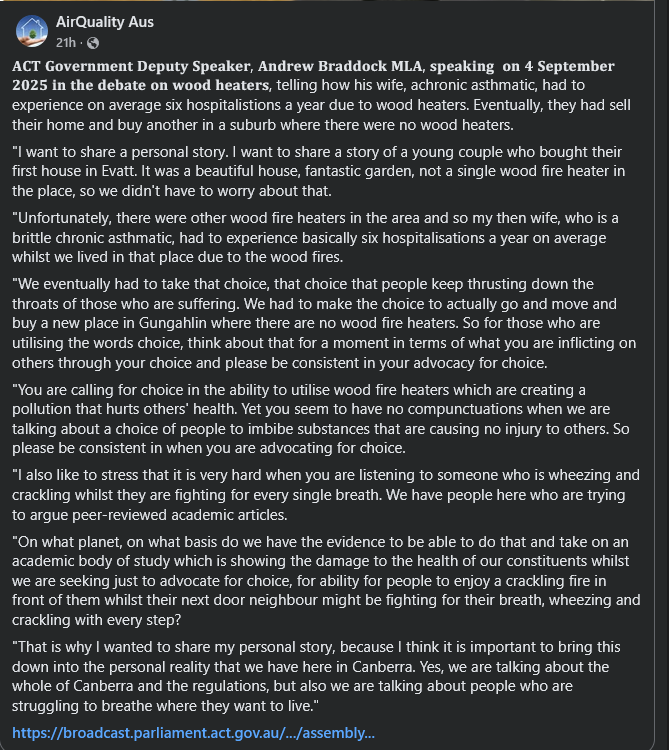 AirQuality Aus
21h ·
ACT Government Deputy Speaker, Andrew Braddock MLA, speaking on 4 September
2025 in the debate on wood heaters, telling how his wife, achronic asthmatic, had to
experience on average six hospitalistions a year due to wood heaters. Eventually, they had sell
their home and buy another in a suburb where there were no wood heaters.
"I want to share a personal story. I want to share a story of a young couple who bought their
first house in Evatt. It was a beautiful house, fantastic garden, not a single wood fire heater in
the place, so we didn't have to worry about that.
"Unfortunately, there were other wood fire heaters in the area and so my then wife, who is a
brittle chronic asthmatic, had to experience basically six hospitalisations a year on average
whilst we lived in that place due to the wood fires.
"We eventually had to take that choice, that choice that people keep thrusting down the
throats of those who are suffering. We had to make the choice to actually go and move and
buy a new place in Gungahlin where there are no wood fire heaters. So for those who are
utilising the words choice, think about that for a moment in terms of what you are inflicting on
others through your choice and please be consistent in your advocacy for choice.
"You are calling for choice in the ability to utilise wood fire heaters which are creating a
pollution that hurts others' health. Yet you seem to have no compunctuations when we are
talking about a choice of people to imbibe substances that are causing no injury to others. So
please be consistent in when you are advocating for choice.
"I also like to stress that it is very hard when you are listening to someone who is wheezing and
crackling whilst they are fighting for every single breath. We have people here who are trying
to argue peer-reviewed academic articles.
"On what planet, on what basis do we have the evidence to be able to do that and take on an
academic body of study which is showing the damage to the health of our constituents whilst
we are seeking just to advocate for choice, for ability for people to enjoy a crackling fire in
front of them whilst their next door neighbour might be fighting for their breath, wheezing and
crackling with every step?
"That is why I wanted to share my personal story, because I think it is important to bring this
down into the personal reality that we have here in Canberra. Yes, we are talking about the
whole of Canberra and the regulations, but also we are talking about people who are
struggling to breathe where they want to live."
https://broadcast.parliament.act.gov.au/.../assembly...